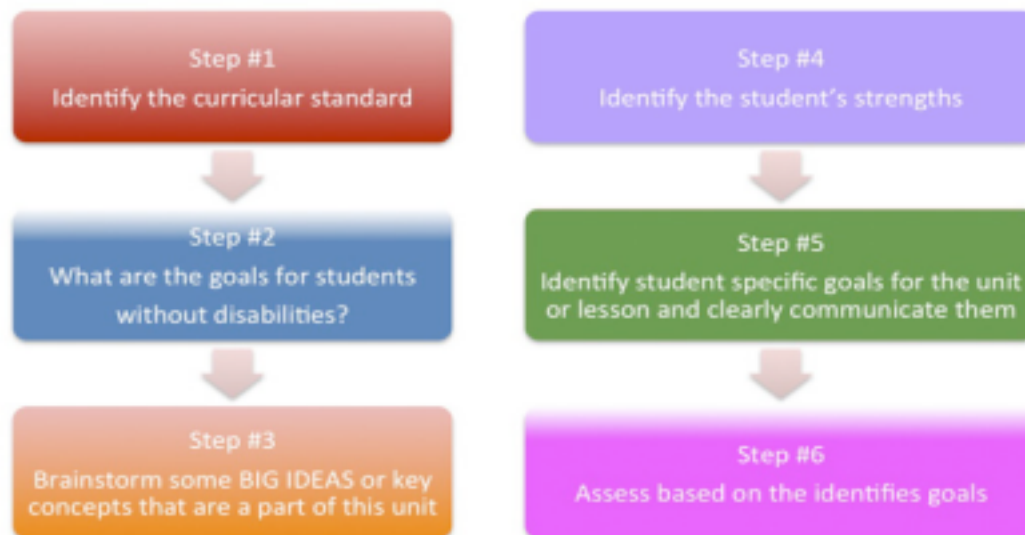 Step #1
Identify the curricular standard
Step #2
What are the goals for students
without disabilities?
Step #3
Brainstorm some BIG IDEAS or key
concepts that are a part of this unit
Step #4
Identify the student's strengths
Step #5
Identify student specific goals for the unit
or lesson and clearly communicate them
Step #6
Assess based on the identifies goals